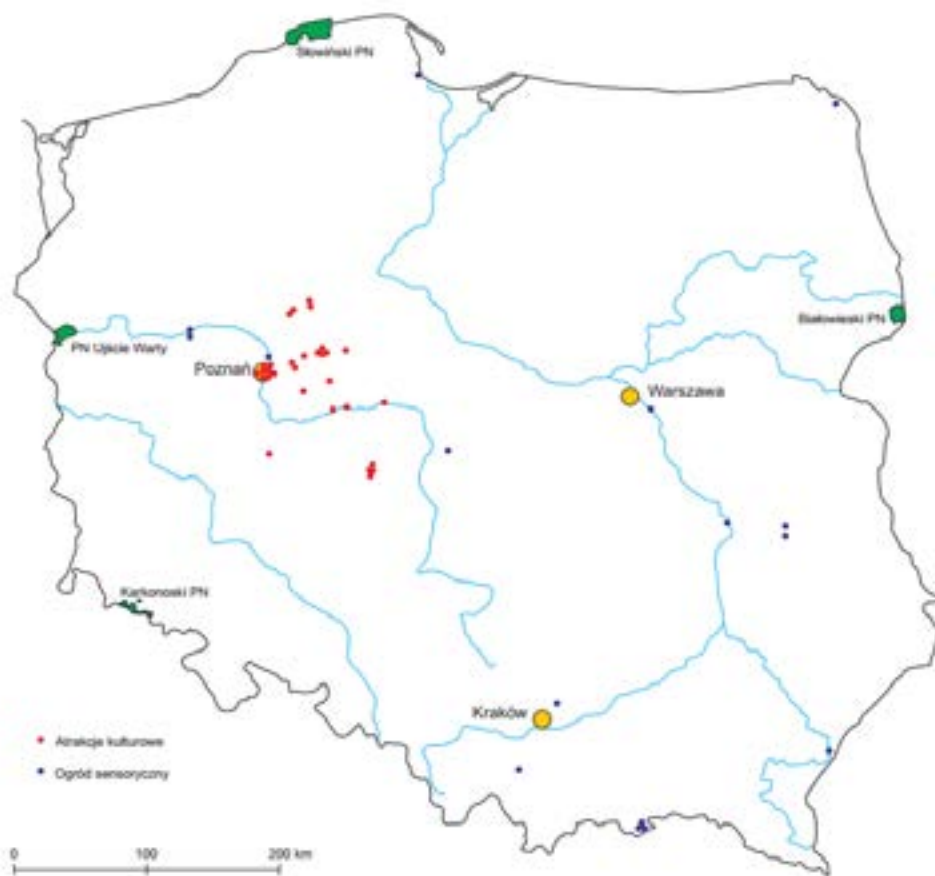 Słowiński PN
Białowieski PN
PN Ujście Warty
Poznań
Warszawa
Karkonoski PN
Kraków
Atrakcje kulturowe
Ogród sensoryczny
0 100 200 km